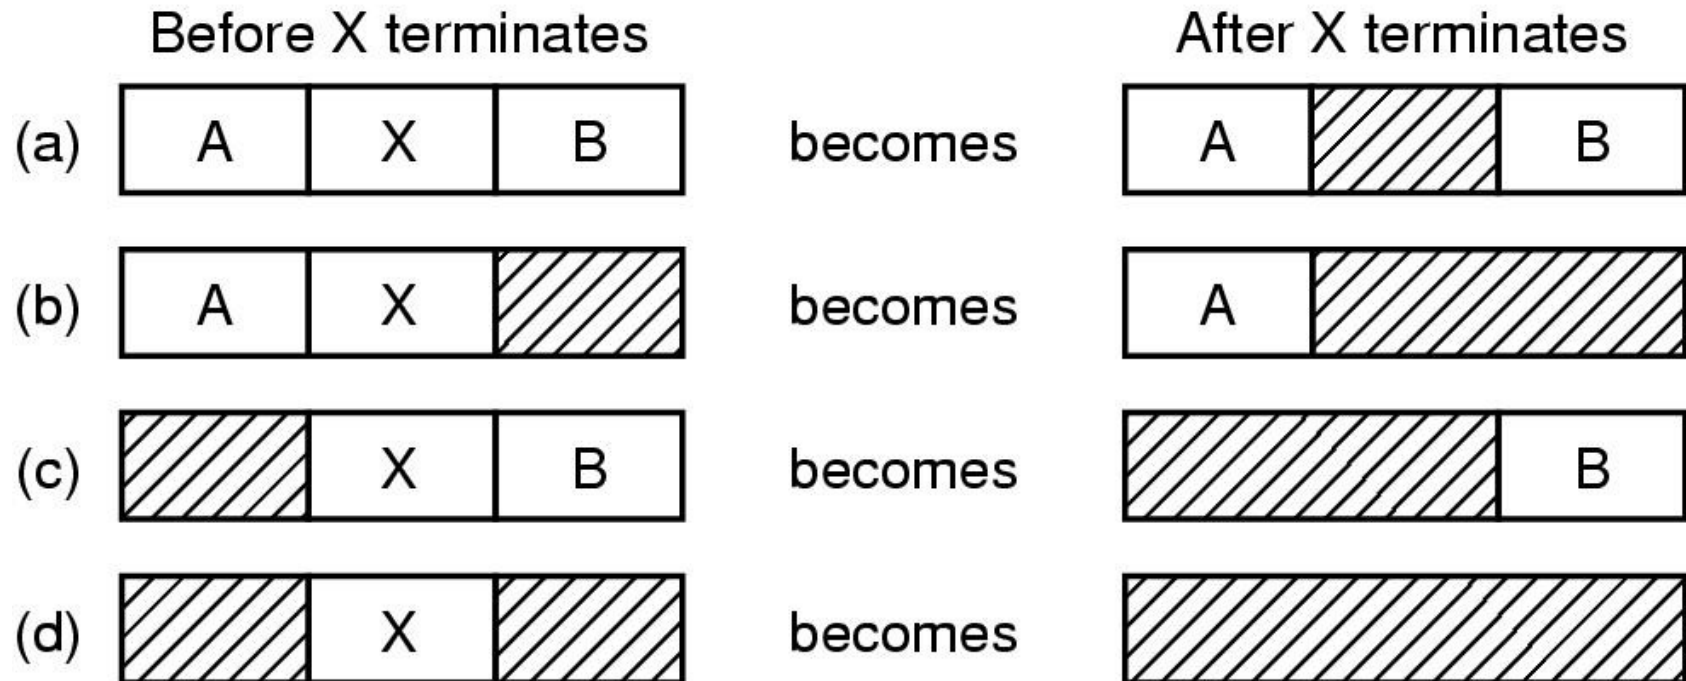 Before X terminates After X terminates
(a) A X B becomes A B
(b) A X becomes A
(c) X B becomes B
(d) X becomes